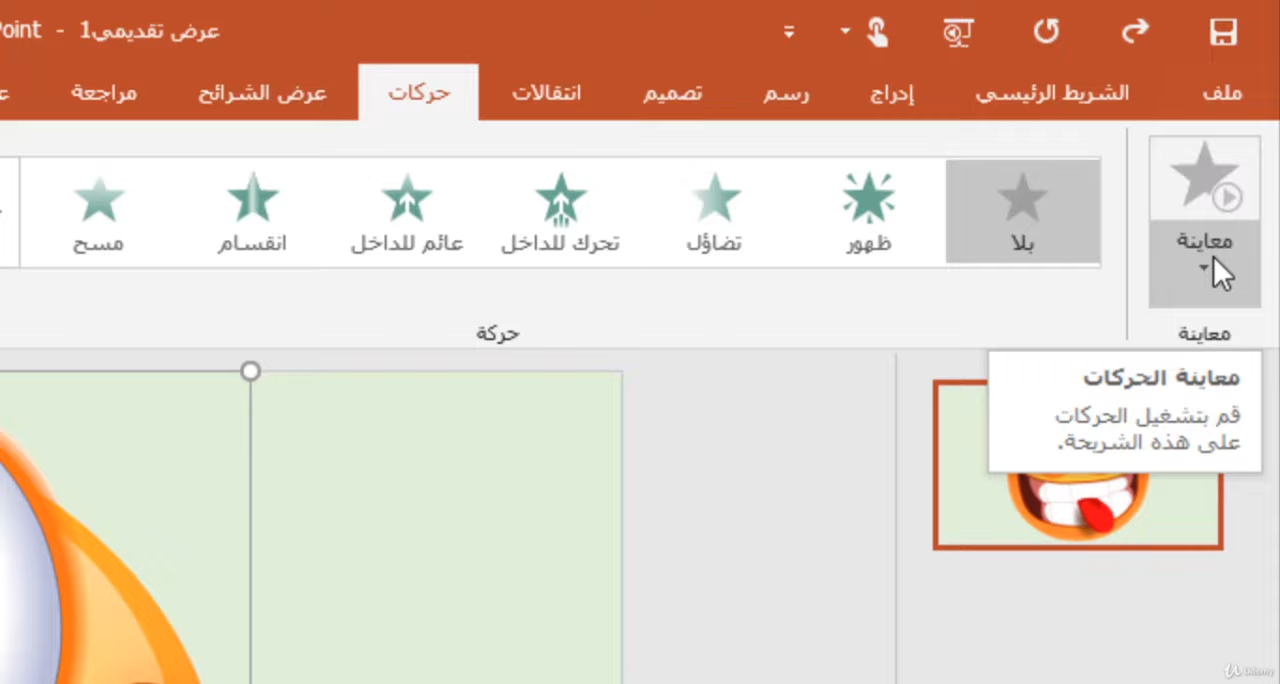 عرض تقديمي1 - Point
ملف
الشريط الرئيسي
إدراج
رسم
تصميم
انتقالات
حركات
عرض الشرائح
مراجعة
معاينة
بلا
ظهور
تضاؤل
تحرك للداخل
عائم للداخل
انقسام
مسح
معاينة
حركة
معاينة الحركات
قم بتشغيل الحركات
على هذه الشريحة.
Udemy